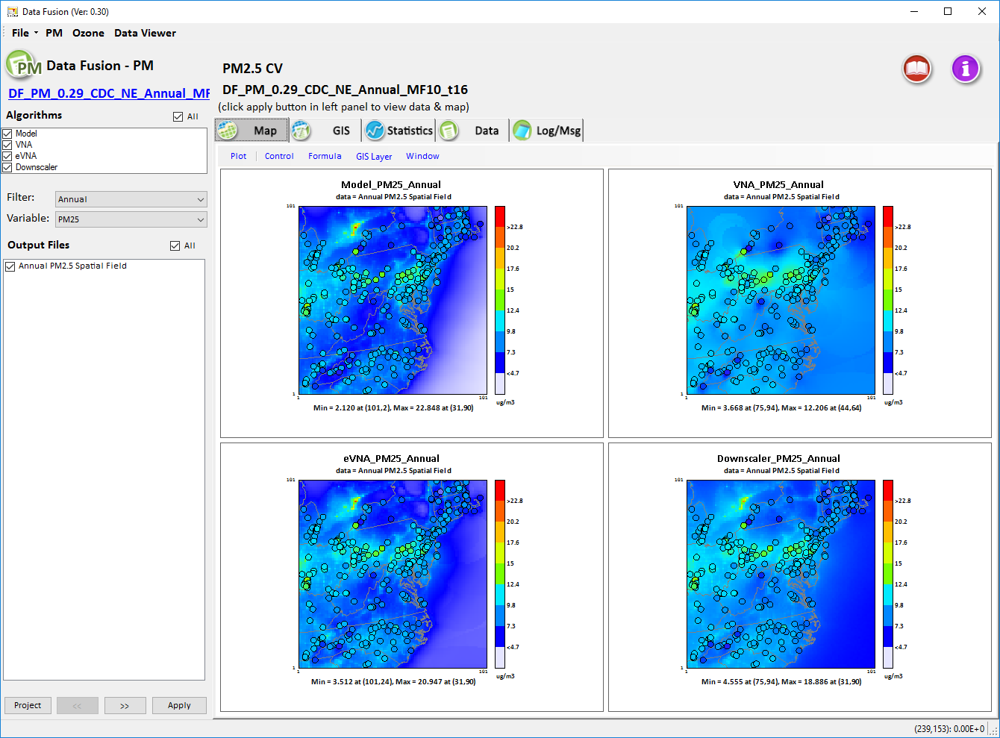 Data Fusion (Ver: 0.30)
File PM Ozone Data Viewer
PM Data Fusion - PM
DF_PM_0.29_CDC_NE_Annual_MF
Algorithms
All
Model
VNA
eVNA
Downscaler
Filter: Annual
Variable: PM25
Output Files
All
Annual PM2.5 Spatial Field
Project << >> Apply
PM2.5 CV
DF_PM_0.29_CDC_NE_Annual_MF10_t16
(click apply button in left panel to view data & map)
Map GIS Statistics Data Log/Msg
Plot Control Formula GIS Layer Window
Model_PM25_Annual
data = Annual PM2.5 Spatial Field
101
>22.8
20.2
17.6
15
12.4
9.8
7.3
<4.7
ug/m3
1
1 101
Min = 2.120 at (101,2), Max = 22.848 at (31,90)
VNA_PM25_Annual
data = Annual PM2.5 Spatial Field
101
>22.8
20.2
17.6
15
12.4
9.8
7.3
<4.7
ug/m3
1
1 101
Min = 3.668 at (75,94), Max = 12.206 at (44,64)
eVNA_PM25_Annual
data = Annual PM2.5 Spatial Field
101
>22.8
20.2
17.6
15
12.4
9.8
7.3
<4.7
ug/m3
1
1 101
Min = 3.512 at (101,24), Max = 20.947 at (31,90)
Downscaler_PM25_Annual
data = Annual PM2.5 Spatial Field
101
>22.8
20.2
17.6
15
12.4
9.8
7.3
<4.7
ug/m3
1
1 101
Min = 4.555 at (75,94), Max = 18.886 at (31,90)
(239,153): 0.00E+0